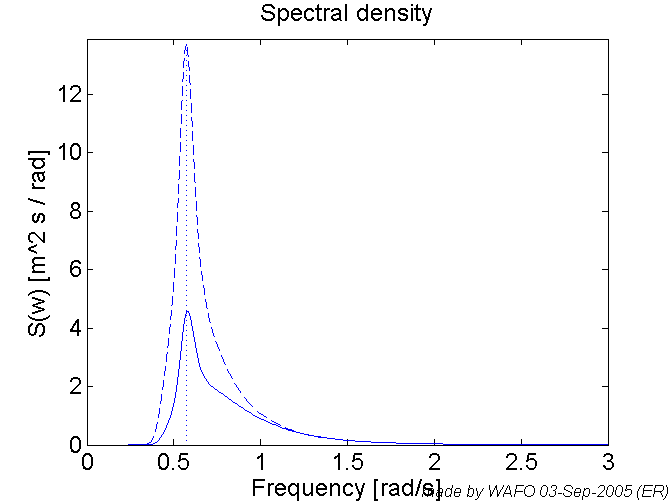 Spectral density
S(w) [m^2 s / rad]
12
10
8
6
4
2
0
0 0.5 1 1.5 2 2.5 3
Frequency [rad/s]
made by WAFO 03-Sep-2005 (ER)